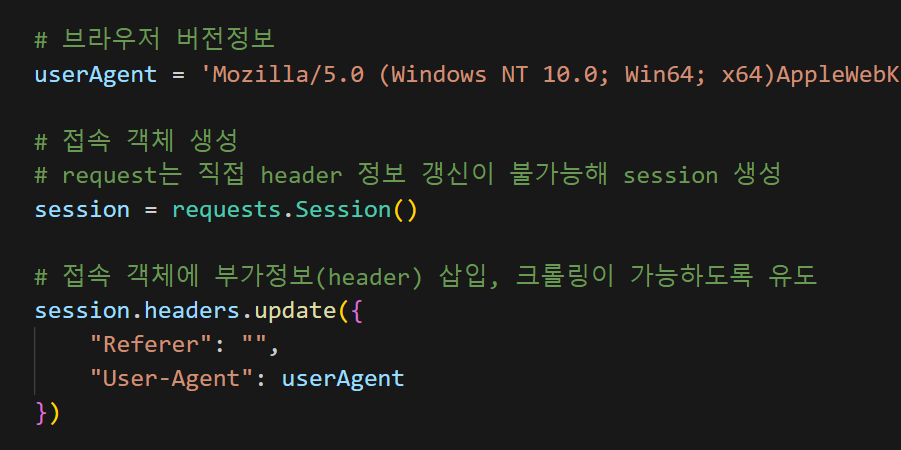 # 브라우저 버전정보
userAgent = 'Mozilla/5.0 (Windows NT 10.0; Win64; x64)AppleWebK
# 접속 객체 생성
# request는 직접 header 정보 갱신이 불가능해 session 생성
session = requests.Session()
# 접속 객체에 부가정보(header) 삽입, 크롤링이 가능하도록 유도
session.headers.update({
"Referer": "",
"User-Agent": userAgent
})